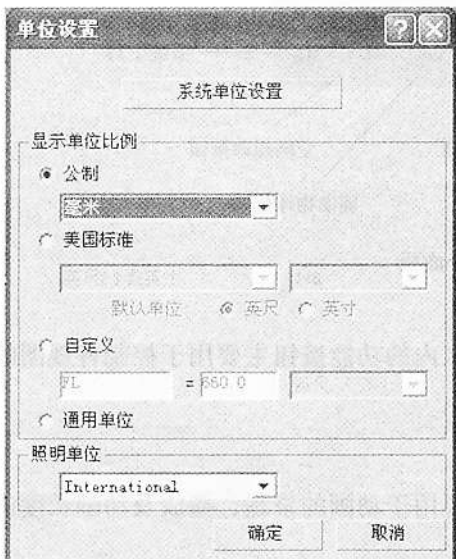 单位设置
系统单位设置
显示单位比例
公制
毫米
美国标准
默认单位 英尺 英寸
自定义
FL = 660.0
通用单位
照明单位
International
确定 取消